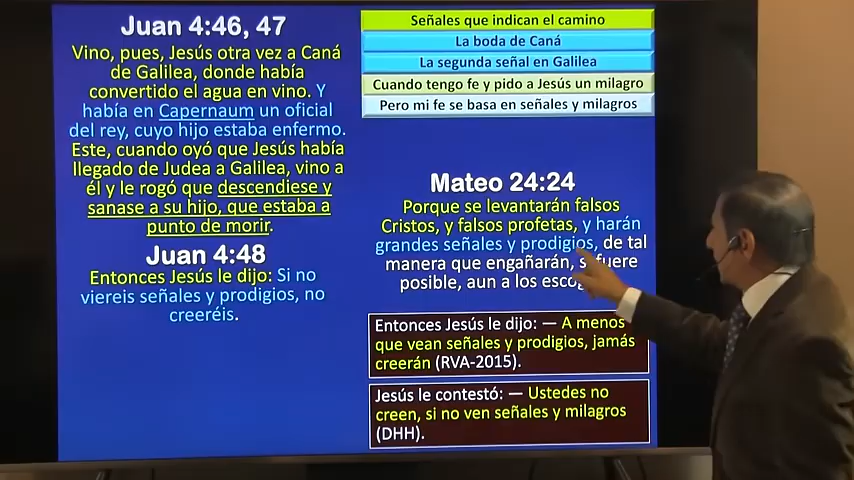 Juan 4:46, 47
Vino, pues, Jesús otra vez a Caná
de Galilea, donde había
convertido el agua en vino. Y
había en Capernaum un oficial
del rey, cuyo hijo estaba enfermo.
Este, cuando oyó que Jesús había
llegado de Judea a Galilea, vino a
él y le rogó que descendiese y
sanase a su hijo, que estaba a
punto de morir.
Juan 4:48
Entonces Jesús le dijo: Si no
viereis señales y prodigios, no
creeréis.
Señales que indican el camino
La boda de Caná
La segunda señal en Galilea
Cuando tengo fe y pido a Jesús un milagro
Pero mi fe se basa en señales y milagros
Mateo 24:24
Porque se levantarán falsos
Cristos, y falsos profetas, y harán
grandes señales y prodigios, de tal
manera que engañarán, fuere
posible, aun a los
Entonces Jesús le dijo: — A menos
que vean señales y prodigios, jamás
creerán (RVA-2015).
Jesús le contestó: — Ustedes no
creen, si no ven señales y milagros
(DHH).